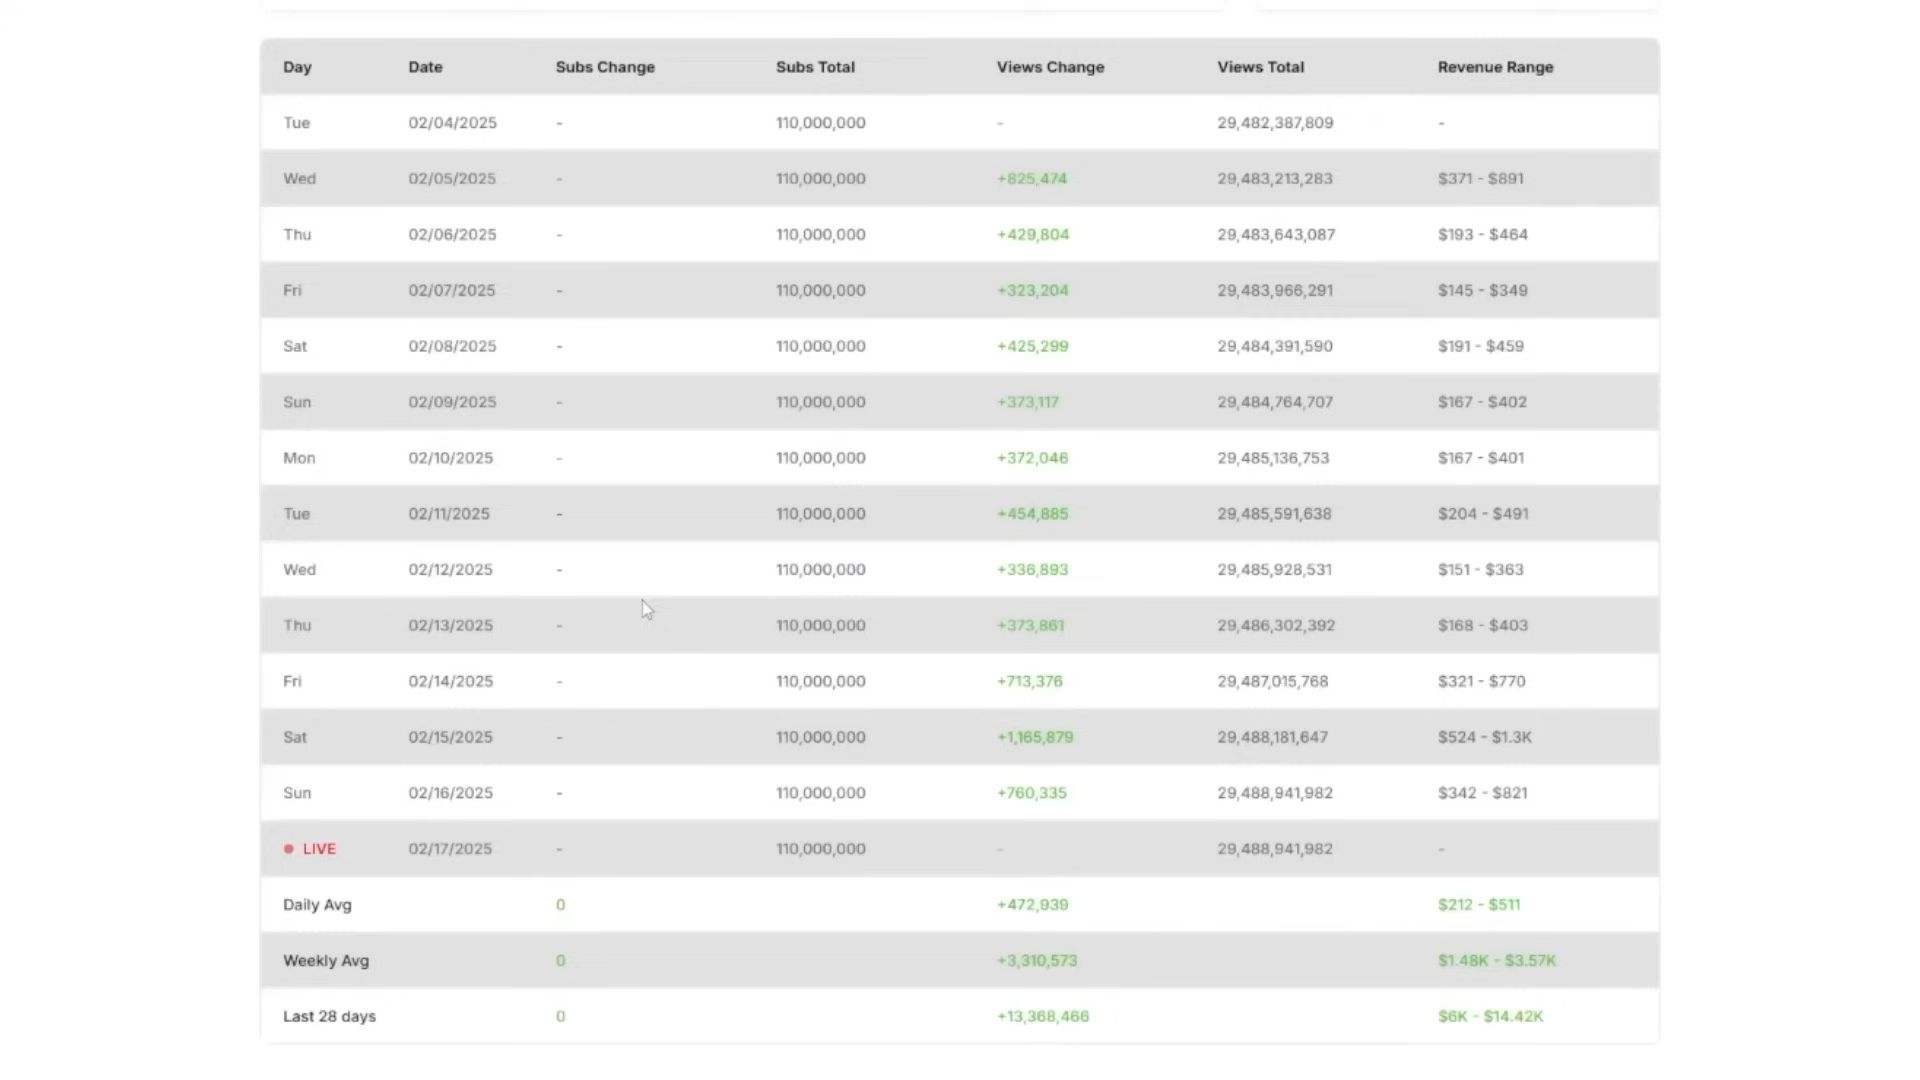 Day Date Subs Change Subs Total Views Change Views Total Revenue Range
Tue 02/04/2025 - 110,000,000 - 29,482,387,809 -
Wed 02/05/2025 - 110,000,000 +825,474 29,483,213,283 $371 - $891
Thu 02/06/2025 - 110,000,000 +429,804 29,483,643,087 $193 - $464
Fri 02/07/2025 - 110,000,000 +323,204 29,483,966,291 $145 - $349
Sat 02/08/2025 - 110,000,000 +425,299 29,484,391,590 $191 - $459
Sun 02/09/2025 - 110,000,000 +373,117 29,484,764,707 $167 - $402
Mon 02/10/2025 - 110,000,000 +372,046 29,485,136,753 $167 - $401
Tue 02/11/2025 - 110,000,000 +454,885 29,485,591,638 $204 - $491
Wed 02/12/2025 - 110,000,000 +336,893 29,485,928,531 $151 - $363
Thu 02/13/2025 - 110,000,000 +373,861 29,486,302,392 $168 - $403
Fri 02/14/2025 - 110,000,000 +713,376 29,487,015,768 $321 - $770
Sat 02/15/2025 - 110,000,000 +1,165,879 29,488,181,647 $524 - $1.3K
Sun 02/16/2025 - 110,000,000 +760,335 29,488,941,982 $342 - $821
LIVE 02/17/2025 - 110,000,000 - 29,488,941,982 -
Daily Avg 0 +472,939 $212 - $511
Weekly Avg 0 +3,310,573 $1.48K - $3.57K
Last 28 days 0 +13,368,466 $6K - $14.42K